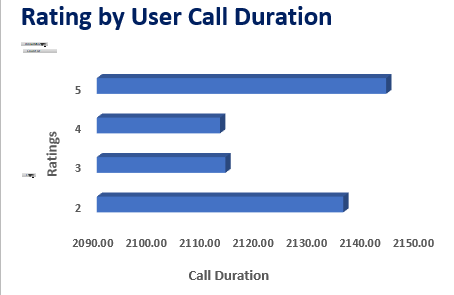 Rating by User Call Duration
5
4
3
2
Ratings
2090.00 2100.00 2110.00 2120.00 2130.00 2140.00 2150.00
Call Duration